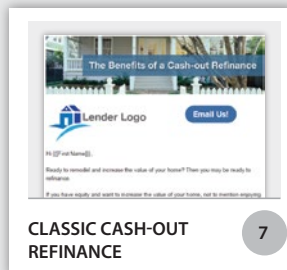 The Benefits of a Cash-out Refinance
Lender Logo
Email Us!
Hi [[First Name]],
Ready to remodel and increase the value of your home? Then you may be ready to
refinance.
If you have equity and want to increase the value of your home, not to mention enjoying
CLASSIC CASH-OUT
REFINANCE
7